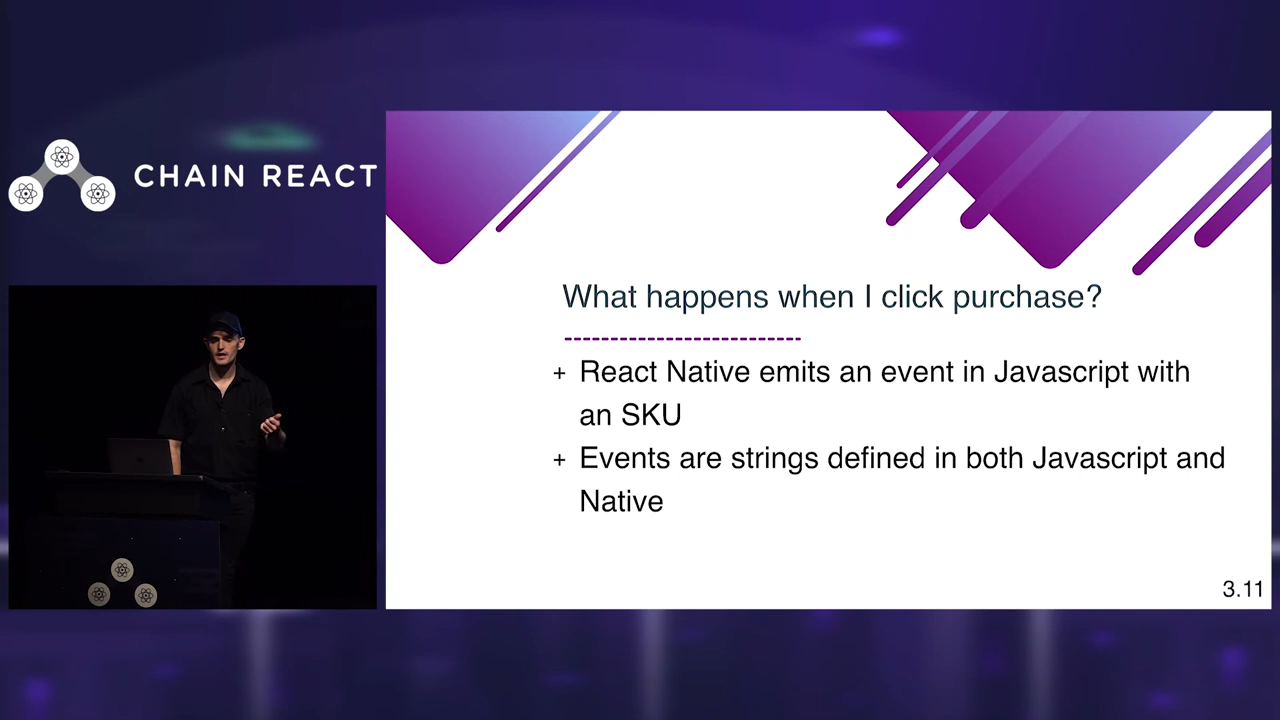 CHAIN REACT
What happens when I click purchase?
+ React Native emits an event in Javascript with
an SKU
+ Events are strings defined in both Javascript and
Native
3.11